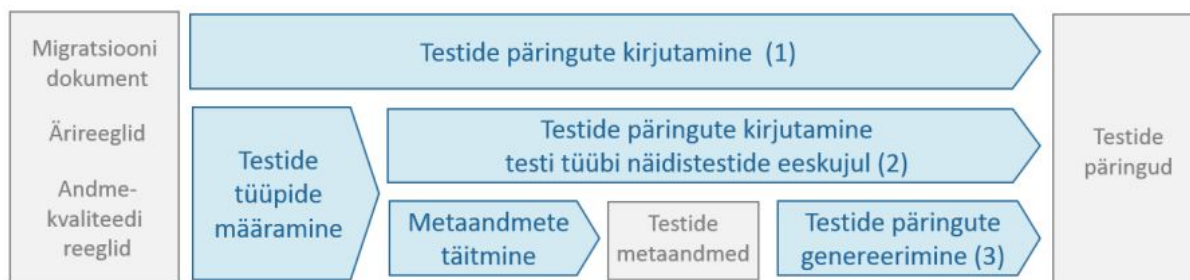 Migratsiooni
dokument
Ärireeglid
Andme-
kvaliteedi
reeglid
Testide päringute kirjutamine (1)
Testide
tüüpide
määramine
Testide päringute kirjutamine
testi tüübi näidistestide eeskujul (2)
Metaandmete
täitmine
Testide
metaandmed
Testide päringute
genereerimine (3)
Testide
päringud